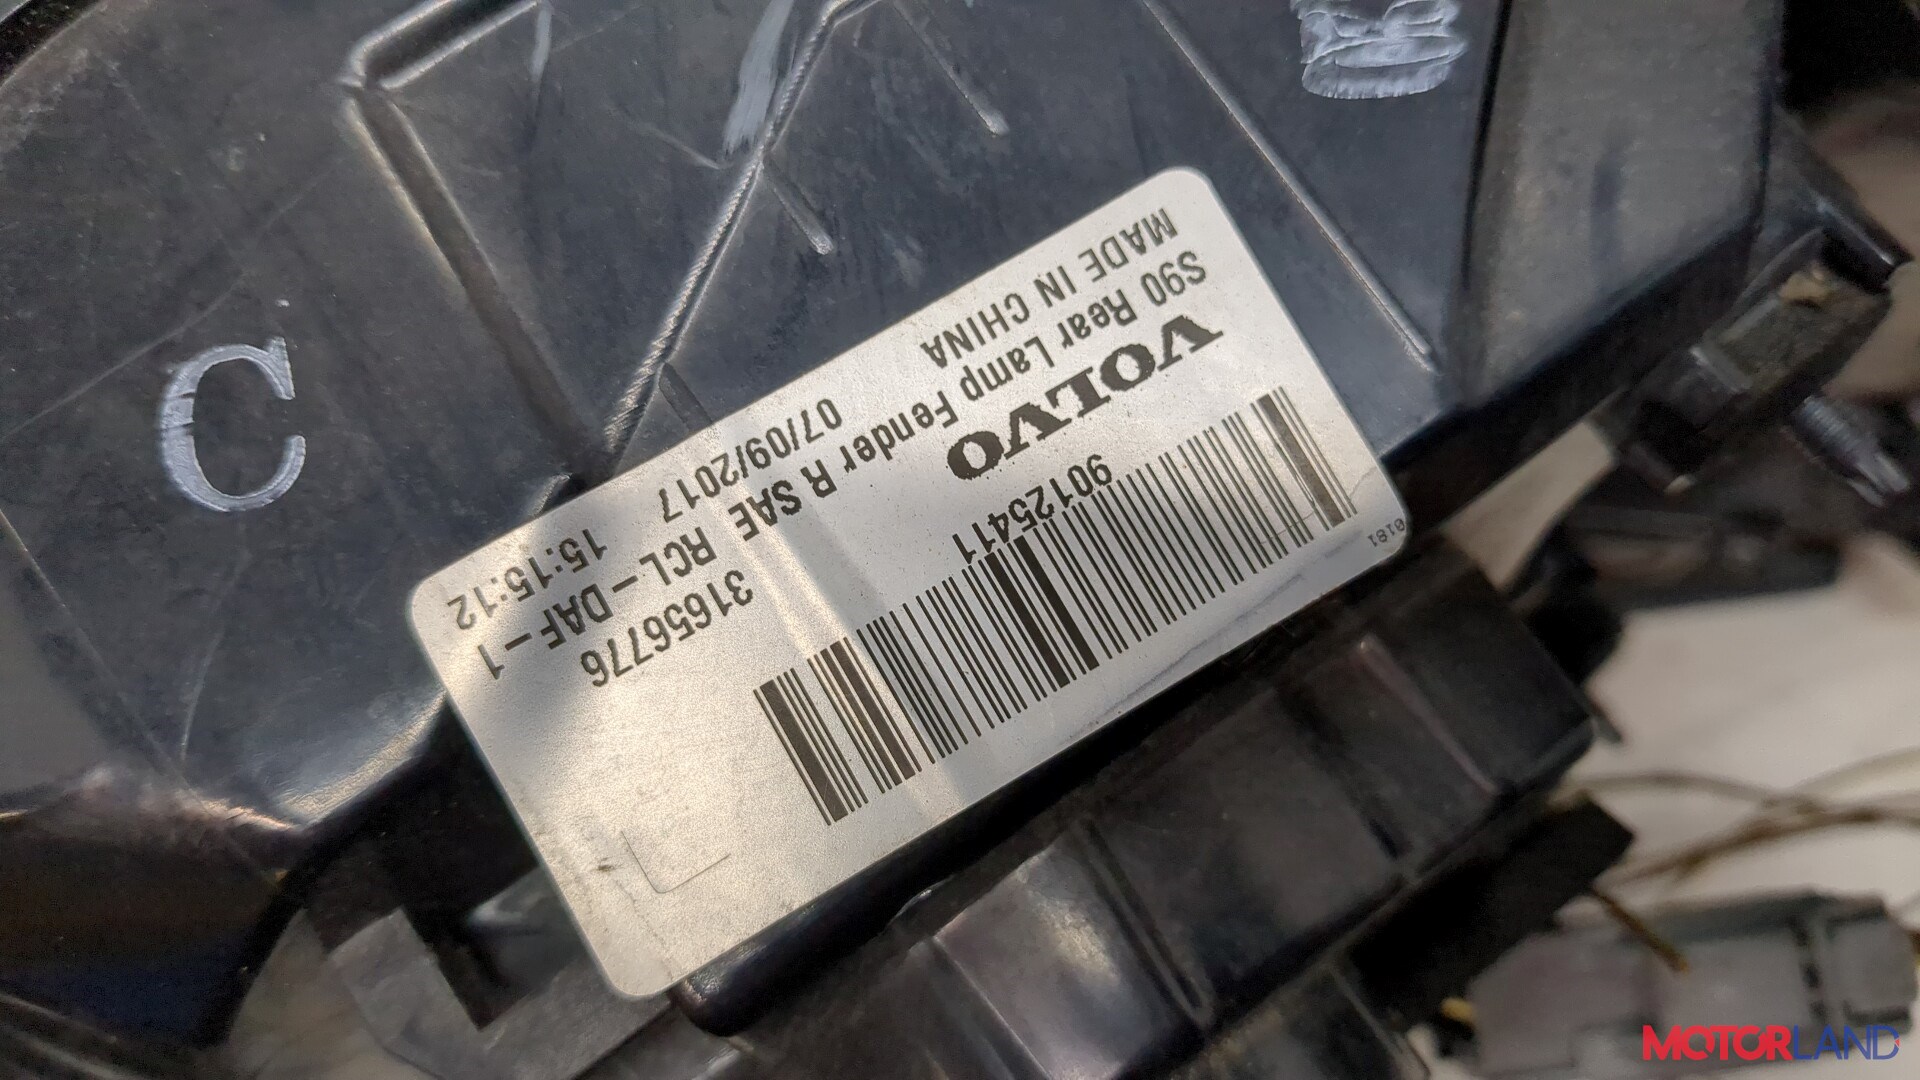 C
90125411
VOLVO 31656776
S90 Rear Lamp Fender R SAE RCL-DAF-1
MADE IN CHINA 07/09/2017 15:15:12
0181
MOTORLAND